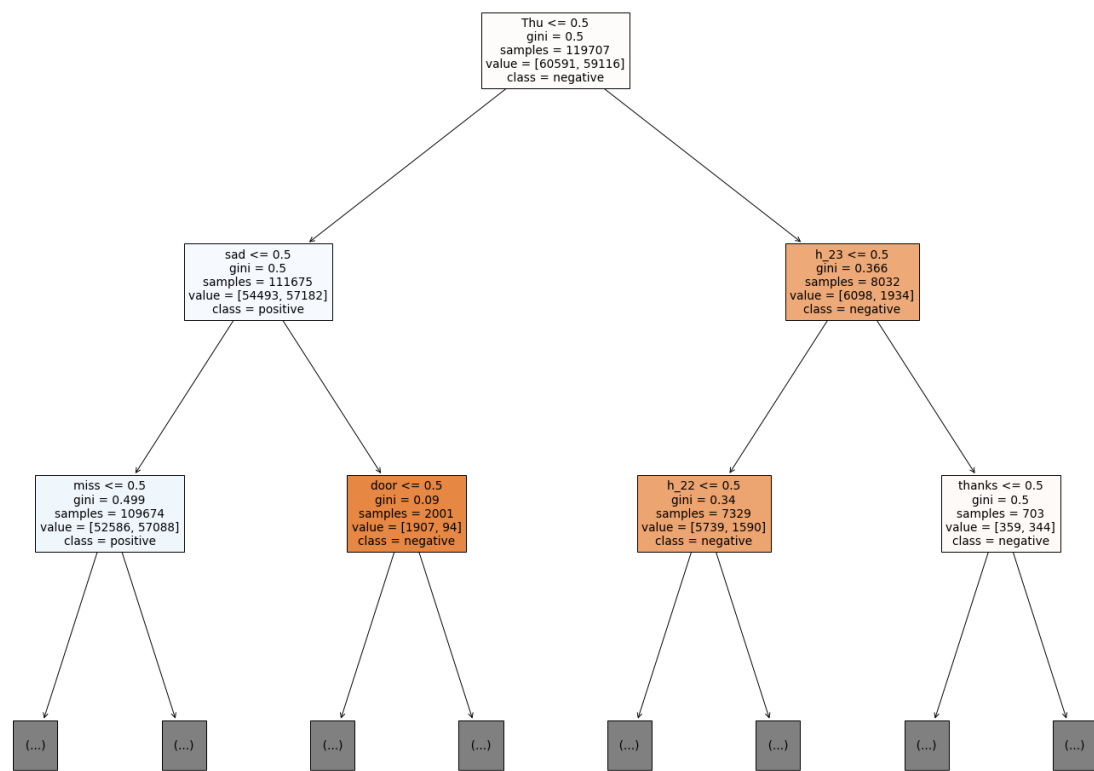 Thu <= 0.5
gini = 0.5
samples = 119707
value = [60591, 59116]
class = negative
sad <= 0.5
gini = 0.5
samples = 111675
value = [54493, 57182]
class = positive
h_23 <= 0.5
gini = 0.366
samples = 8032
value = [6098, 1934]
class = negative
miss <= 0.5
gini = 0.499
samples = 109674
value = [52586, 57088]
class = positive
door <= 0.5
gini = 0.09
samples = 2001
value = [1907, 94]
class = negative
h_22 <= 0.5
gini = 0.34
samples = 7329
value = [5739, 1590]
class = negative
thanks <= 0.5
gini = 0.5
samples = 703
value = [359, 344]
class = negative
(...)
(...)
(...)
(...)
(...)
(...)
(...)
(...)